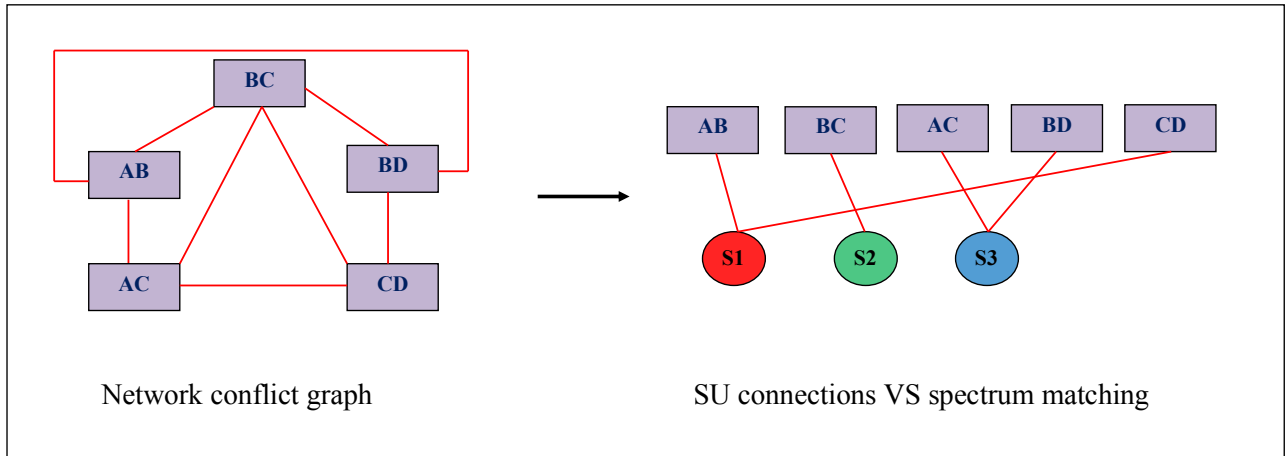 BC
AB
BD
AC
CD
Network conflict graph
AB BC AC BD CD
S1 S2 S3
SU connections VS spectrum matching